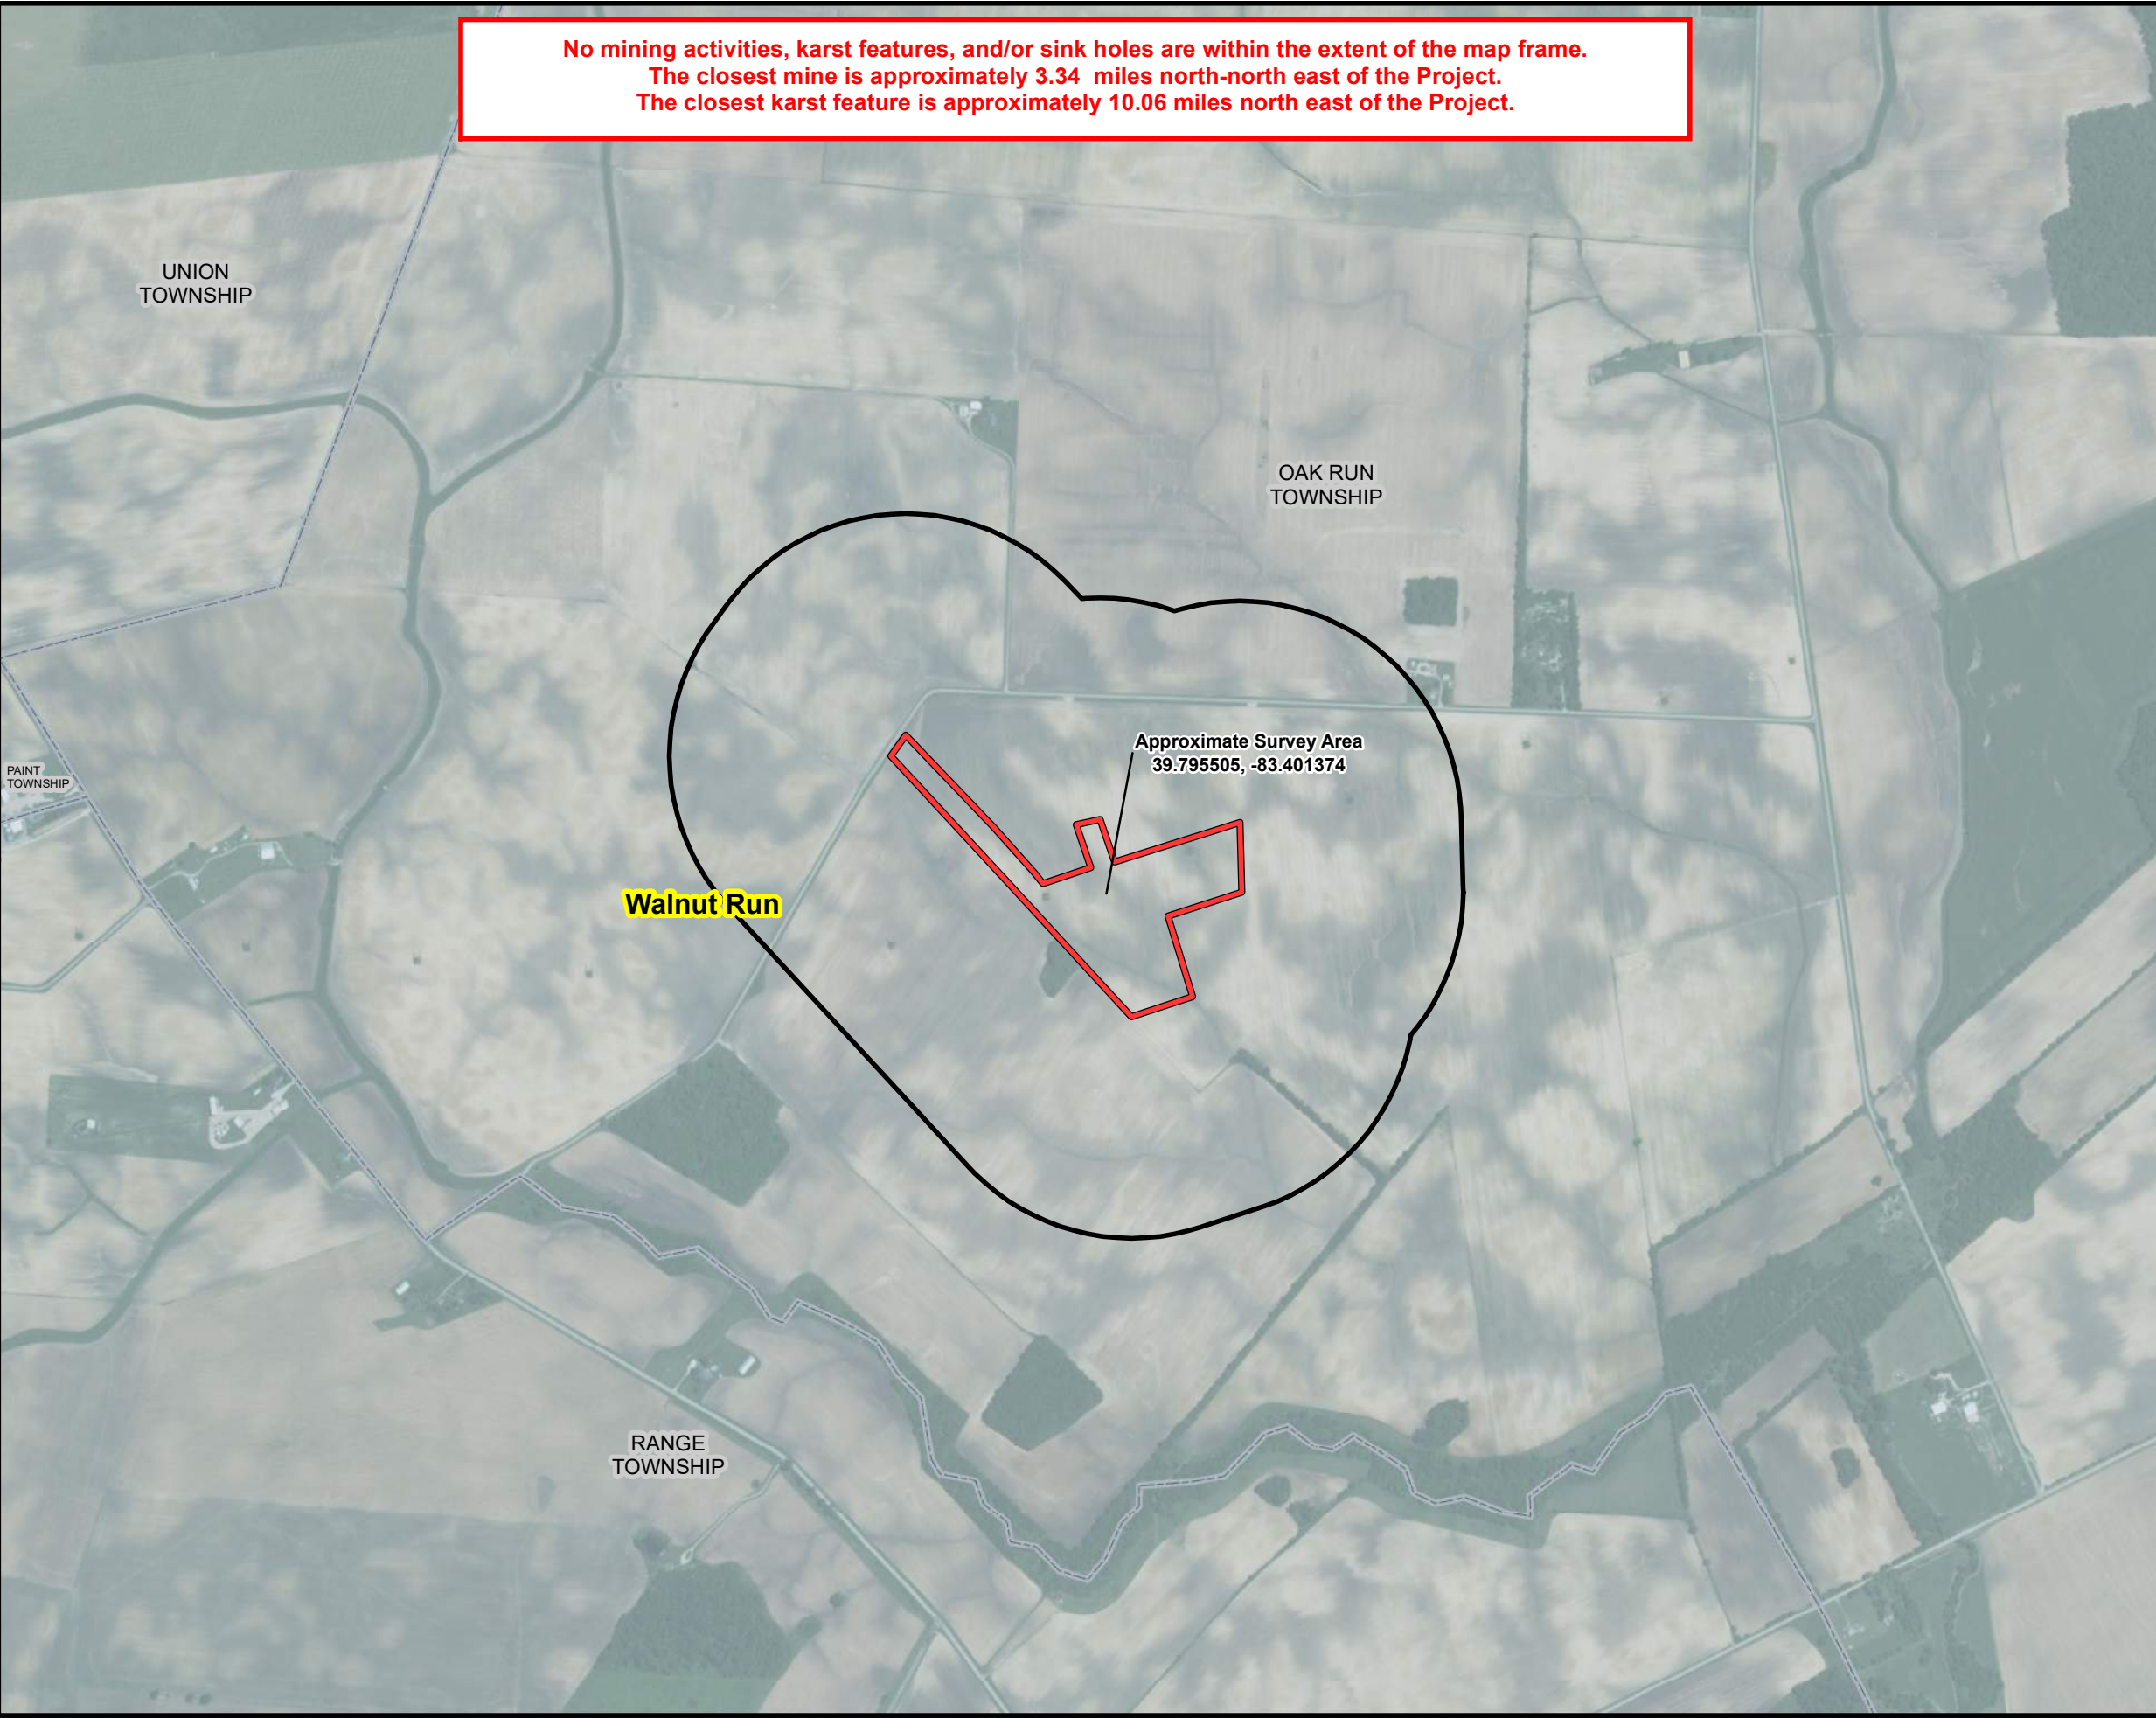 No mining activities, karst features, and/or sink holes are within the extent of the map frame.
The closest mine is approximately 3.34  miles north-north east of the Project.
The closest karst feature is approximately 10.06 miles north east of the Project.
UNION
TOWNSHIP
OAK RUN
TOWNSHIP
Approximate Survey Area
39.795505, -83.401374
PAINT
TOWNSHIP
Walnut Run
RANGE
TOWNSHIP